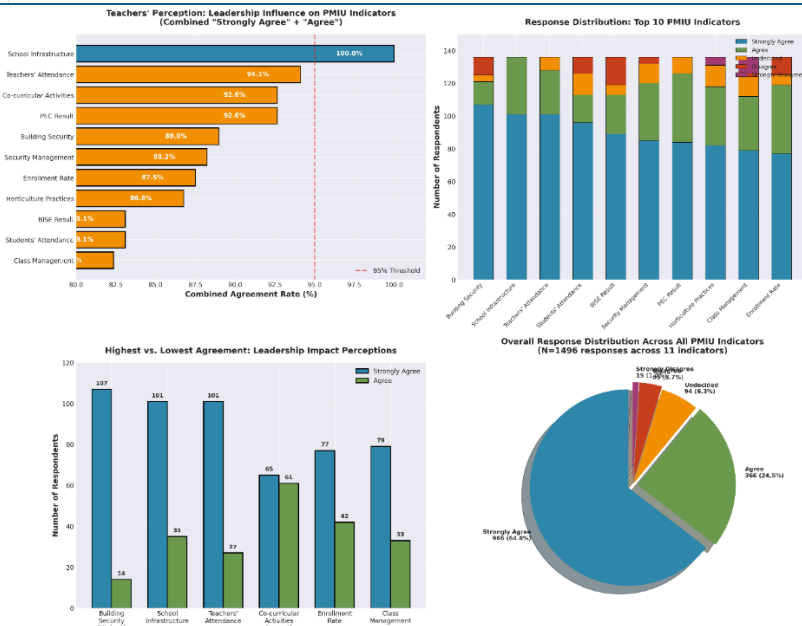 Teachers' Perception: Leadership Influence on PMIU Indicators
(Combined "Strongly Agree" + "Agree")
School Infrastructure
100.0%
Teachers' Attendance
94.1%
Co-curricular Activities
92.6%
PEC Result
92.6%
Building Security
89.0%
Security Management
88.2%
Enrollment Rate
87.5%
Horticulture Practices
86.8%
BISE Result
3.1%
Students' Attendance
3.1%
Class Management
95% Threshold
80.0 82.5 85.0 87.5 90.0 92.5 95.0 97.5 100.0
Combined Agreement Rate (%)
Response Distribution: Top 10 PMIU Indicators
Strongly Agree
Agree
Undecided
Disagree
Strongly Disagree
140
120
100
80
60
40
20
0
Number of Respondents
Building Security
School Infrastructure
Teachers' Attendance
Students' Attendance
BISE Result
Security Management
PEC Result
Horticulture Practices
Class Management
Enrollment Rate
Highest vs. Lowest Agreement: Leadership Impact Perceptions
Strongly Agree
Agree
120
100
80
60
40
20
0
Number of Respondents
107
14
101
35
101
27
65
61
77
42
79
33
Building
Security
School
Infrastructure
Teachers'
Attendance
Co-curricular
Activities
Enrollment
Rate
Class
Management
Overall Response Distribution Across All PMIU Indicators
(N=1496 responses across 11 indicators)
Strongly Disagree
Undecided
94 (6.3%)
Agree
366 (24.5%)
Strongly Agree
966 (64.6%)